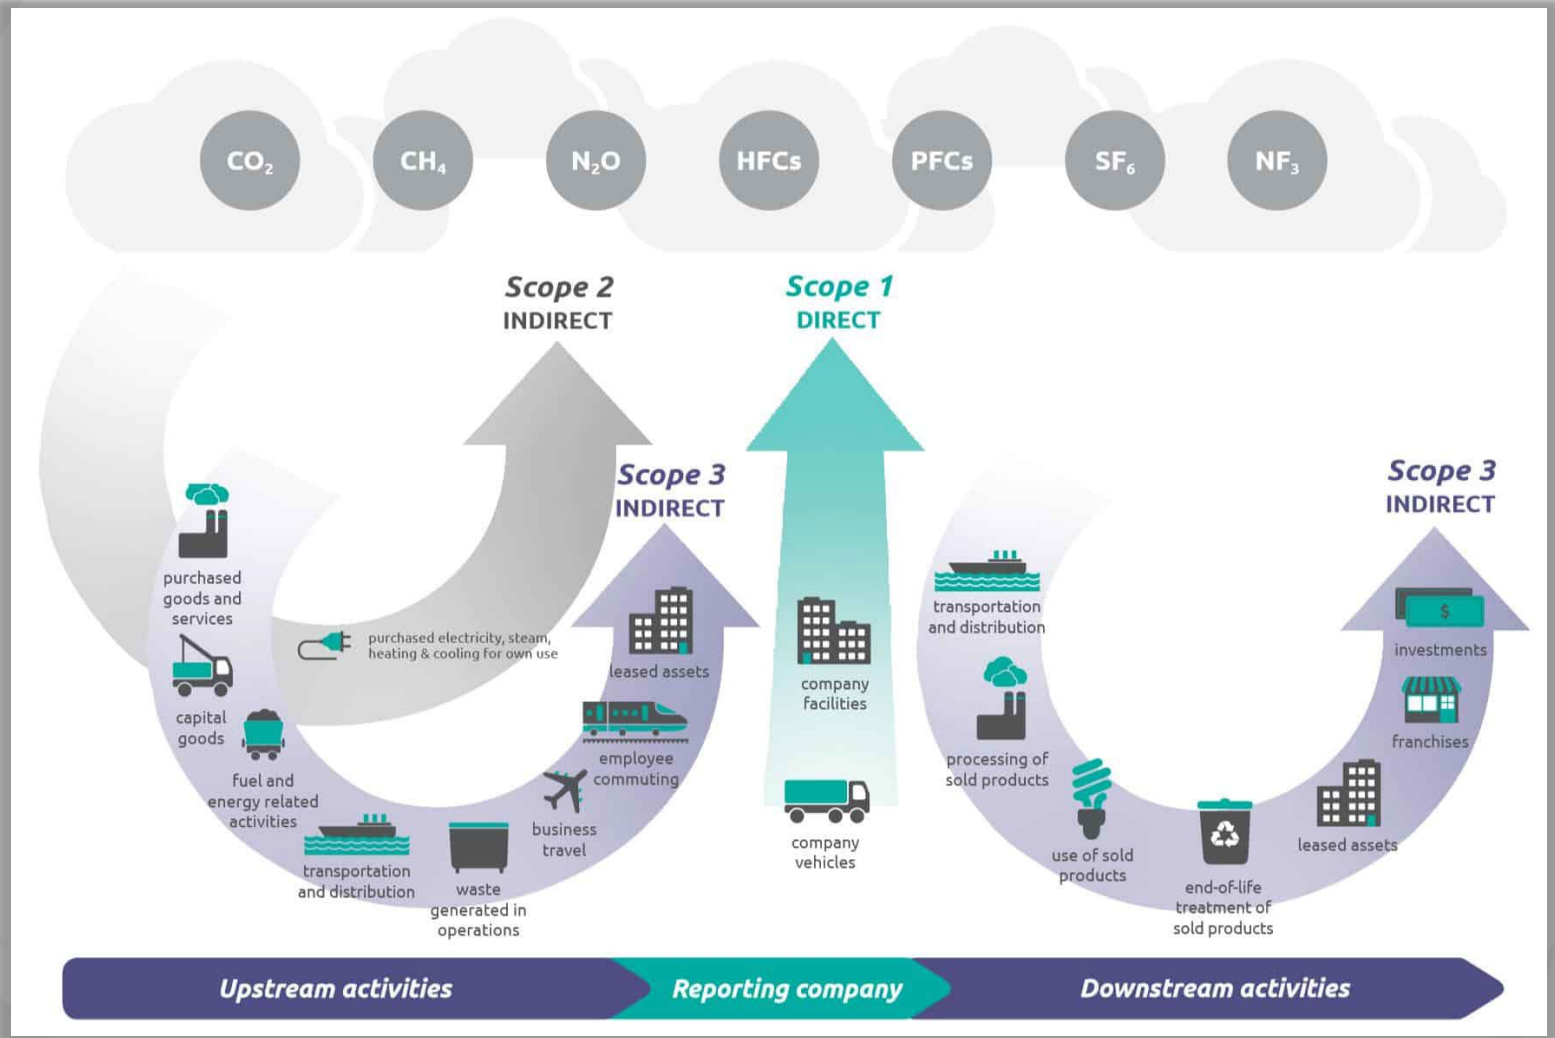 CO₂
CH₄
N₂O
HFCs
PFCs
SF₆
NF₃
Scope 2
INDIRECT
Scope 1
DIRECT
Scope 3
INDIRECT
Scope 3
INDIRECT
purchased
goods and
services
capital
goods
fuel and
energy related
activities
transportation
and distribution
waste
generated in
operations
business
travel
employee
commuting
leased assets
purchased electricity, steam,
heating & cooling for own use
company
facilities
company
vehicles
transportation
and distribution
processing of
sold products
use of sold
products
end-of-life
treatment of
sold products
leased assets
franchises
$
investments
Upstream activities
Reporting company
Downstream activities